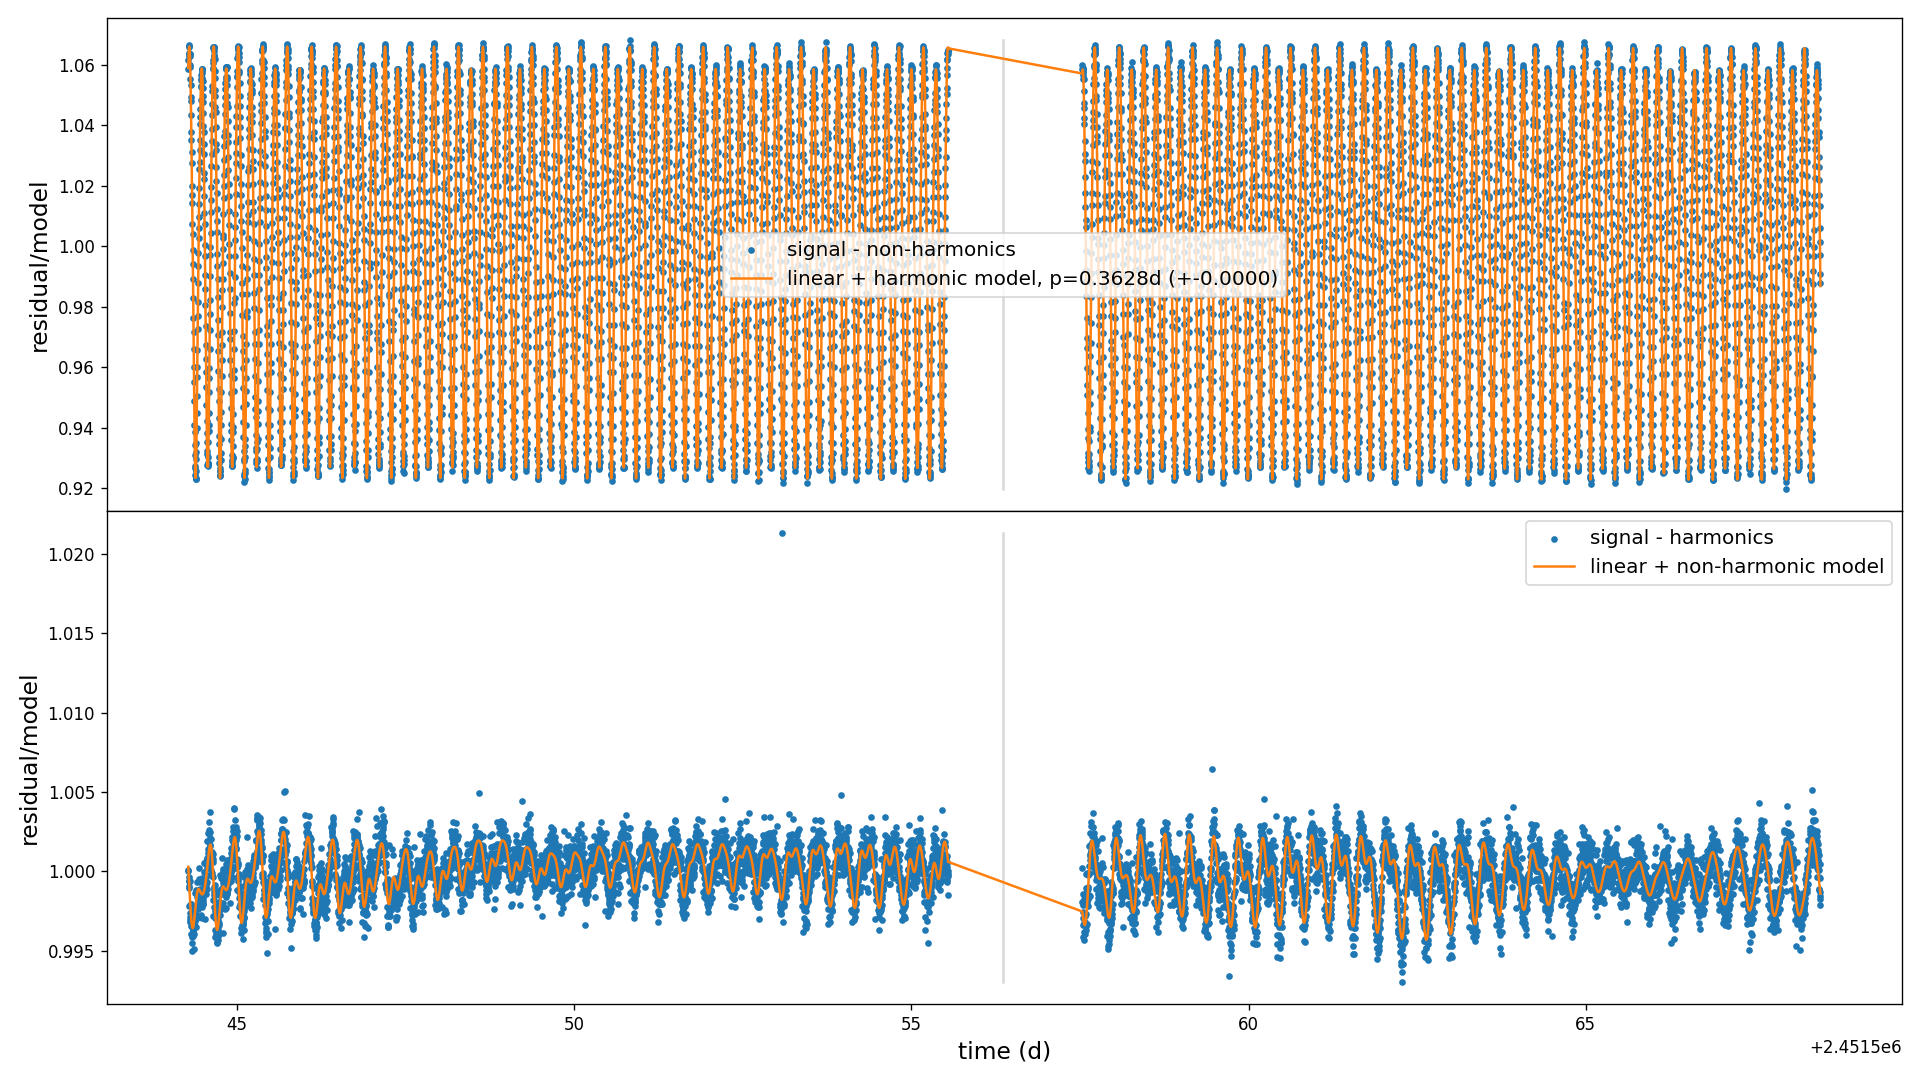 1.06
1.04
1.02
1.00
0.98
0.96
0.94
0.92
residual/model
signal - non-harmonics
linear + harmonic model, p=0.3628d (+-0.0000)
1.020
1.015
1.010
1.005
1.000
0.995
residual/model
signal - harmonics
linear + non-harmonic model
45
50
55
60
65
time (d)
+2.4515e6